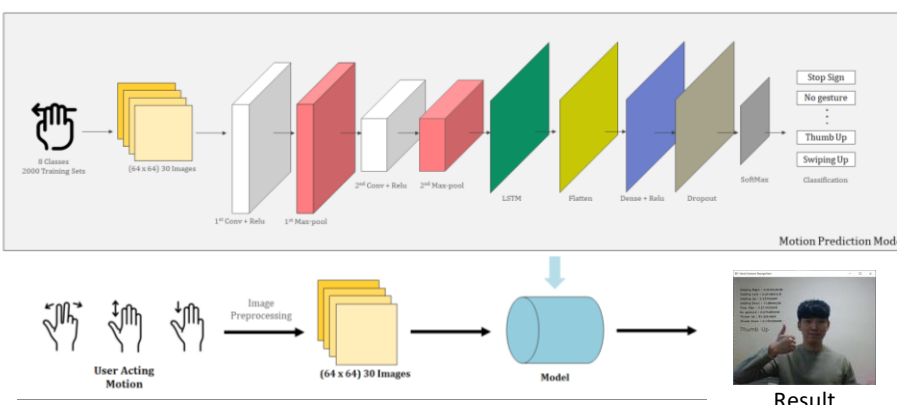 8 Classes
2000 Training Sets
(64 x 64) 30 Images
1st Conv + Relu
1st Max-pool
2nd Conv + Relu
2nd Max-pool
LSTM
Flatten
Dense + Relu
Dropout
SoftMax
Stop Sign
No gesture
Thumb Up
Swiping Up
Classification
Motion Prediction Mode
User Acting
Motion
Image
Preprocessing
(64 x 64) 30 Images
Model
Thumb Up
Result